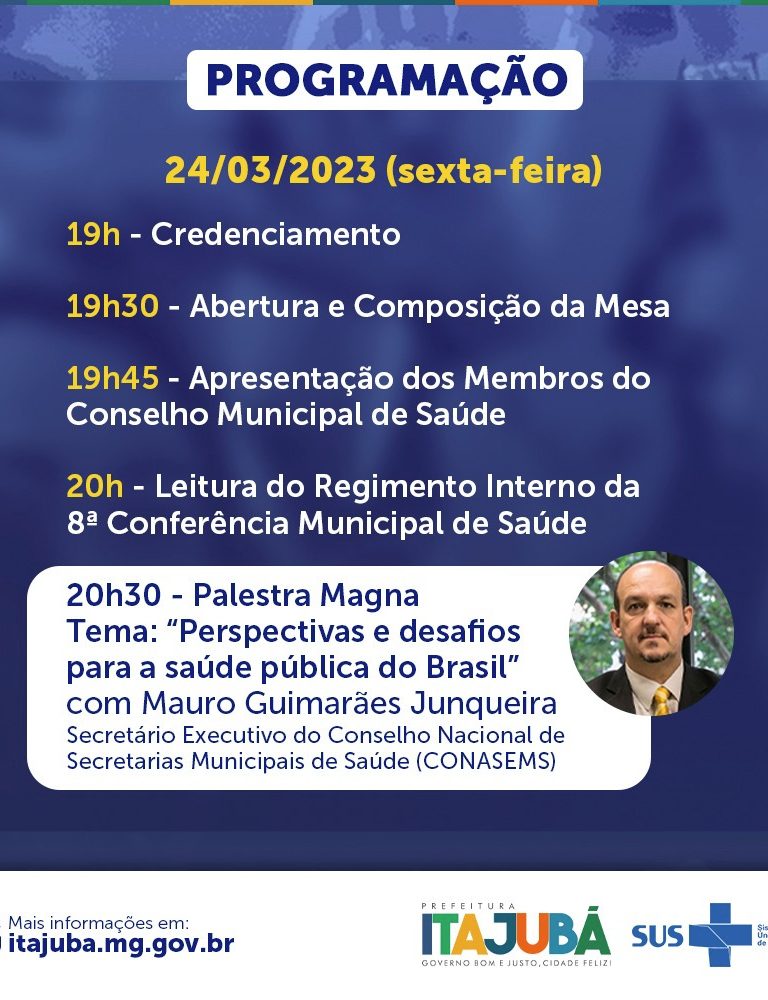 PROGRAMAÇÃO
24/03/2023 (sexta-feira)
19h - Credenciamento
19h30 - Abertura e Composição da Mesa
19h45 - Apresentação dos Membros do
Conselho Municipal de Saúde
20h - Leitura do Regimento Interno da
8ª Conferência Municipal de Saúde
20h30 - Palestra Magna
Tema: “Perspectivas e desafios
para a saúde pública do Brasil”
com Mauro Guimarães Junqueira
Secretário Executivo do Conselho Nacional de
Secretarias Municipais de Saúde (CONASEMS)
Mais informações em:
itajuba.mg.gov.br
PREFEITURA
ITAJUBÁ
GOVERNO BOM E JUSTO, CIDADE FELIZ!
SUS